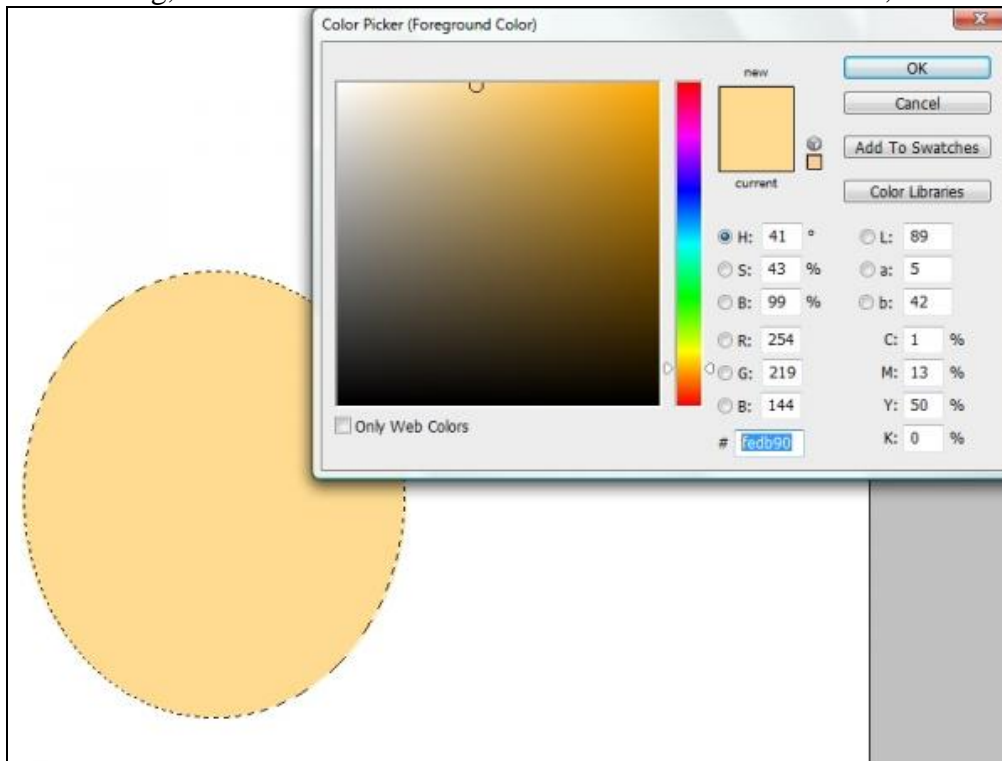 Color Picker (Foreground Color)
new
current
OK
Cancel
Add To Swatches
Color Libraries
H: 41 °
S: 43 %
B: 99 %
R: 254
G: 219
B: 144
# fedb90
L: 89
a: 5
b: 42
C: 1 %
M: 13 %
Y: 50 %
K: 0 %
Only Web Colors